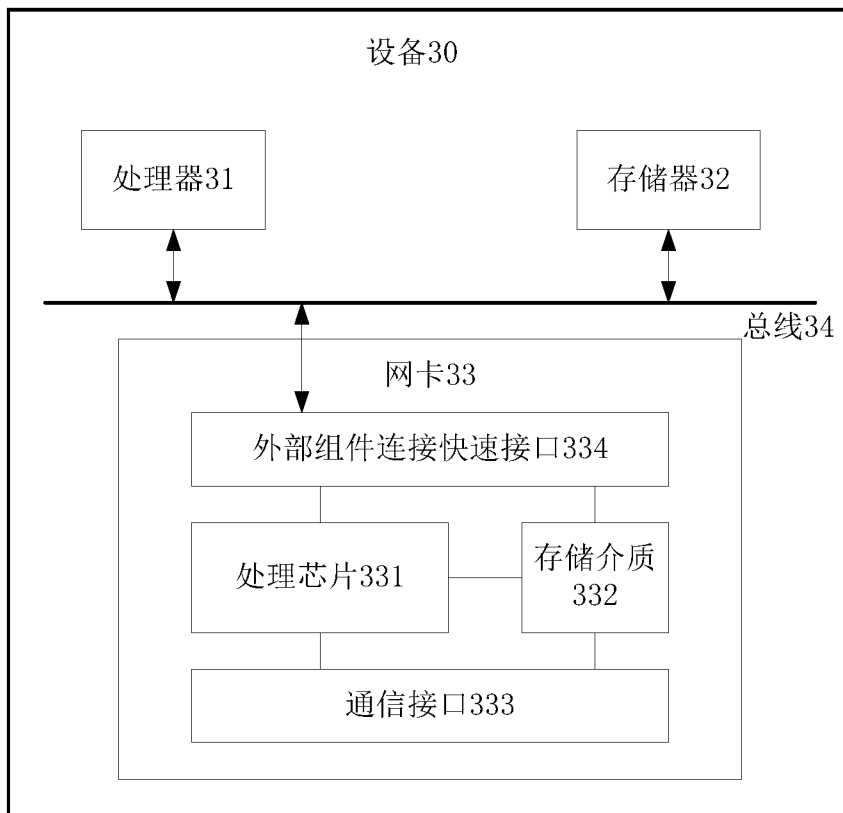 设备30
处理器31
存储器32
总线34
网卡33
外部组件连接快速接口334
处理芯片331
存储介质
332
通信接口333